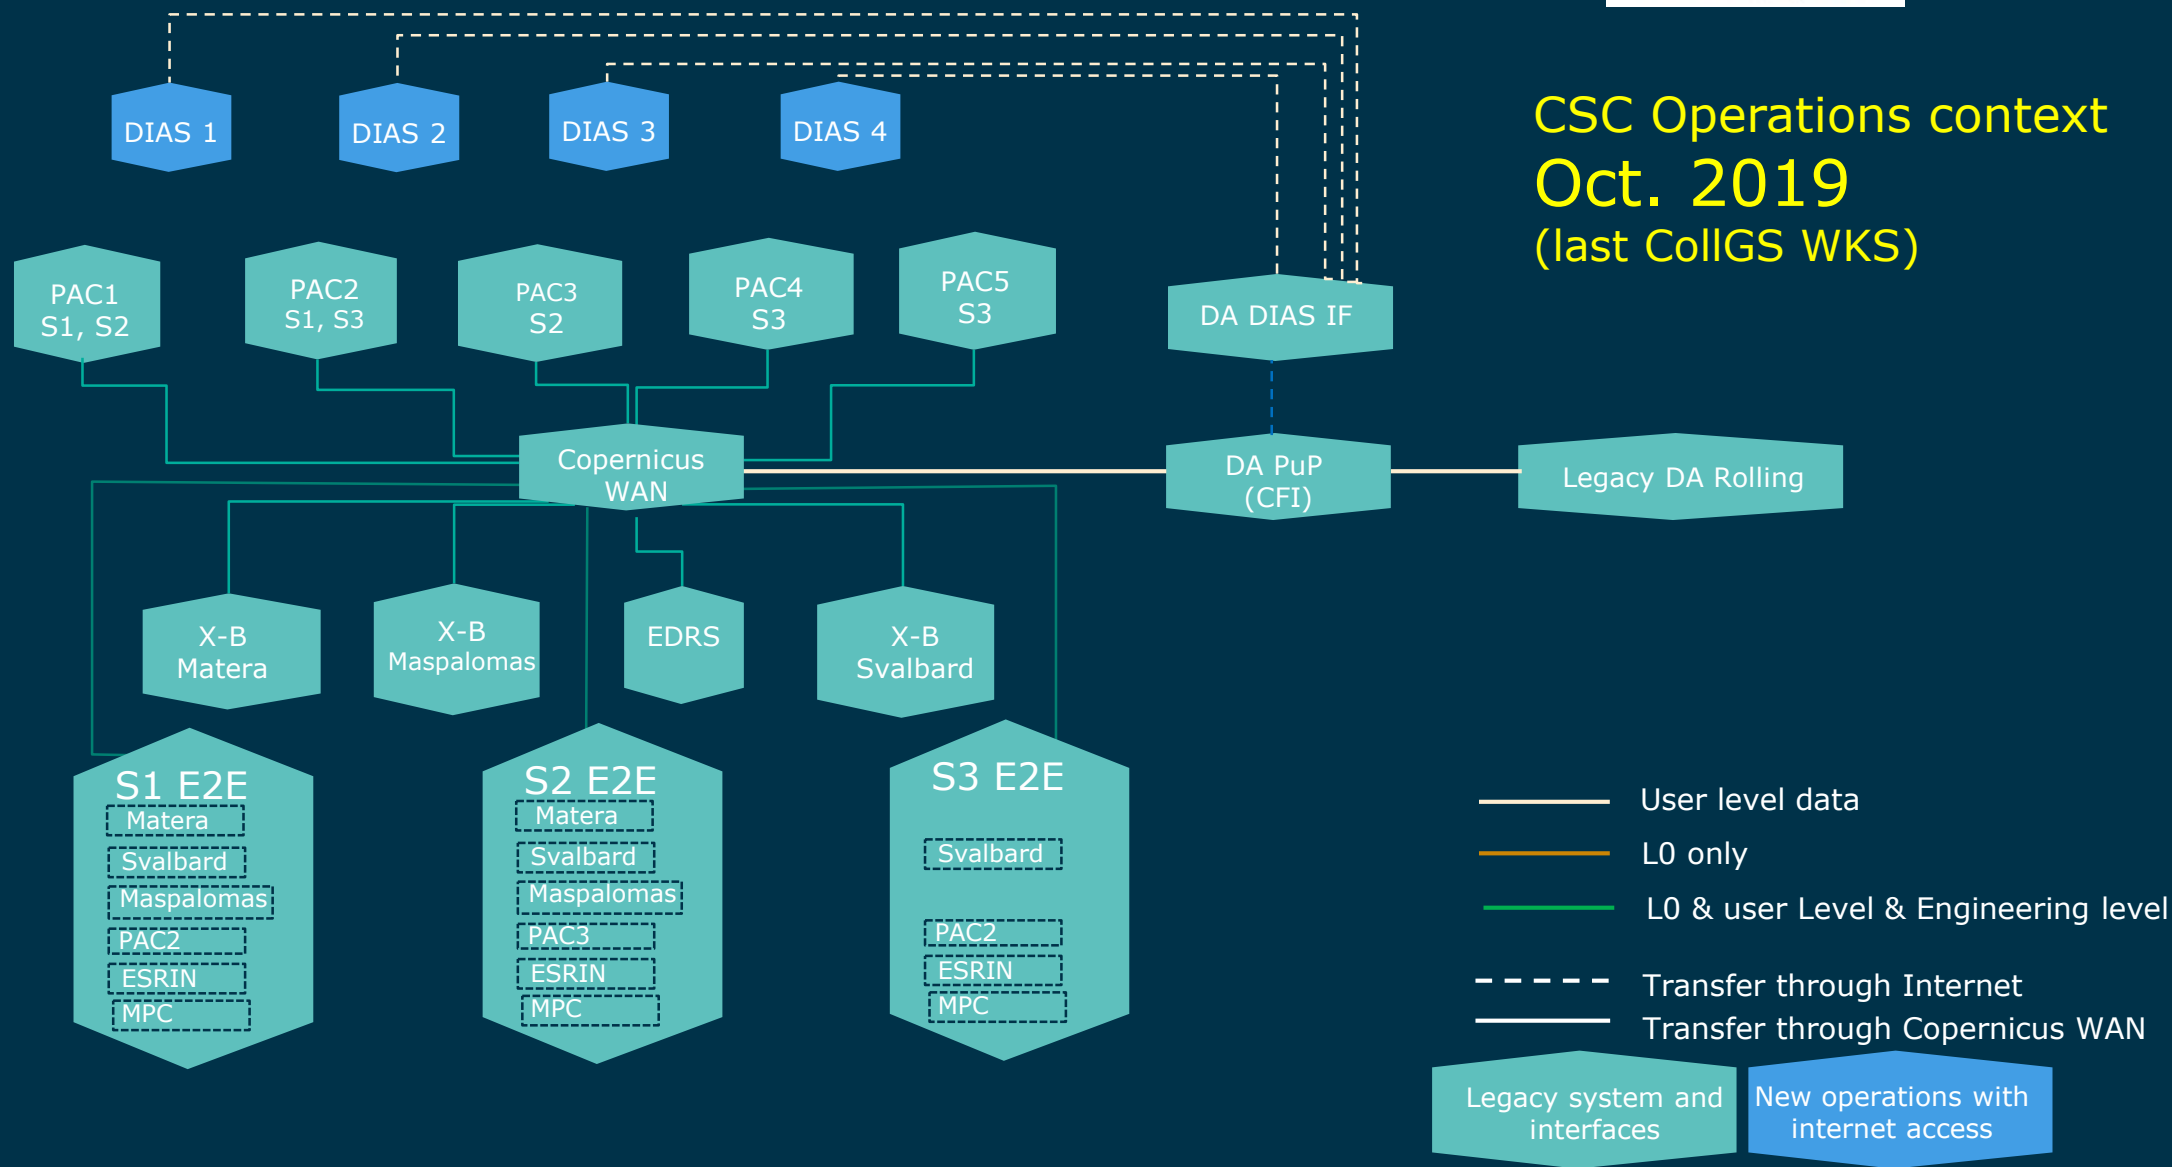 DIAS 1
DIAS 2
DIAS 3
DIAS 4
CSC Operations context
Oct. 2019
(last CollGS WKS)
PAC1
S1, S2
PAC2
S1, S3
PAC3
S2
PAC4
S3
PAC5
S3
DA DIAS IF
Copernicus
WAN
DA PuP
(CFI)
Legacy DA Rolling
X-B
Matera
X-B
Maspalomas
EDRS
X-B
Svalbard
S1 E2E
Matera
Svalbard
Maspalomas
PAC2
ESRIN
MPC
S2 E2E
Matera
Svalbard
Maspalomas
PAC3
ESRIN
MPC
S3 E2E
Svalbard
PAC2
ESRIN
MPC
User level data
L0 only
L0 & user Level & Engineering level
Transfer through Internet
Transfer through Copernicus WAN
Legacy system and
interfaces
New operations with
internet access